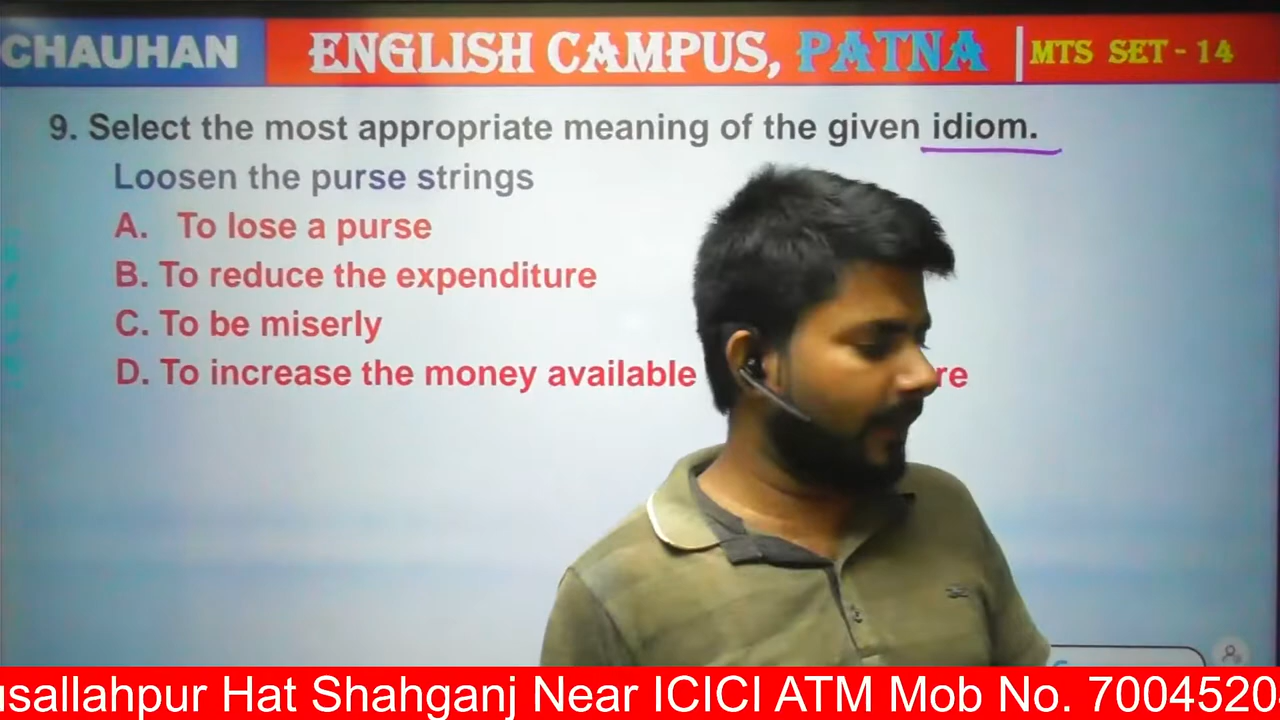 CHAUHAN ENGLISH CAMPUS, PATNA MTS SET - 14
9. Select the most appropriate meaning of the given idiom.
Loosen the purse strings
A. To lose a purse
B. To reduce the expenditure
C. To be miserly
D. To increase the money available
usallahpur Hat Shahganj Near ICICI ATM Mob No. 7004520